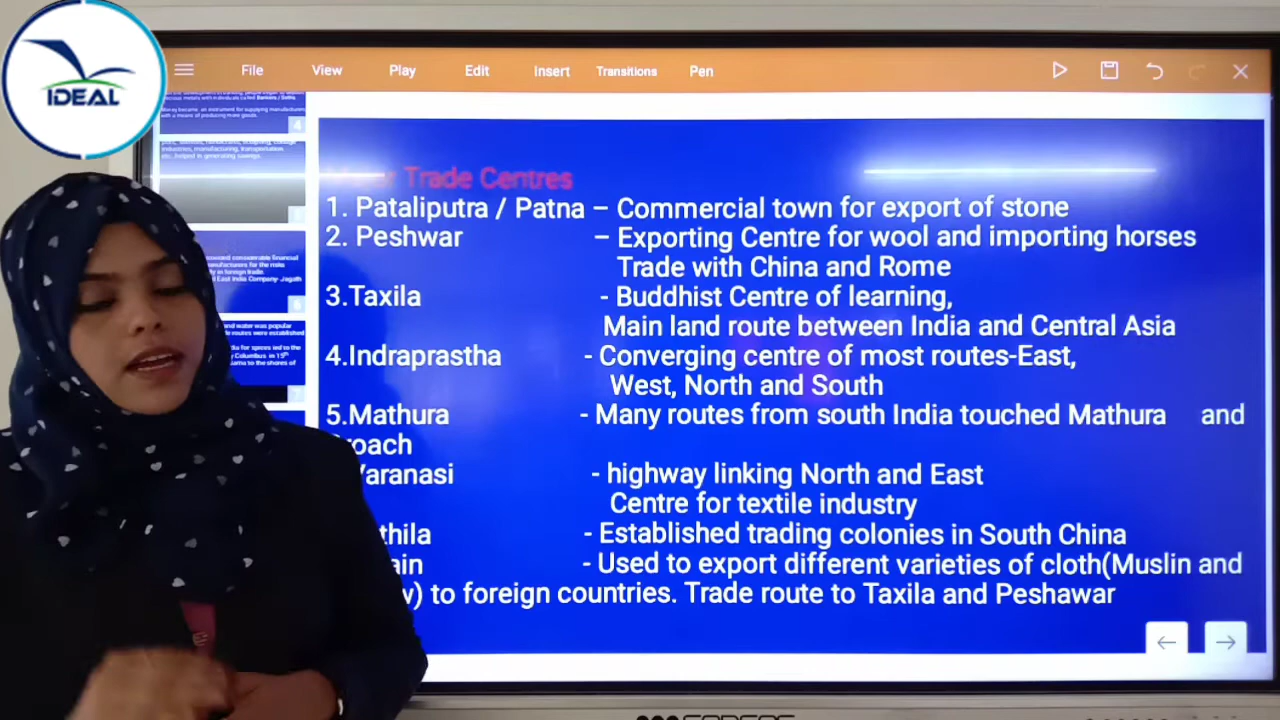 IDEAL
File View Play Edit Insert Transitions Pen
4
6
Trade Centres
1. Pataliputra / Patna – Commercial town for export of stone
2. Peshwar – Exporting Centre for wool and importing horses
Trade with China and Rome
3.Taxila - Buddhist Centre of learning,
Main land route between India and Central Asia
4.Indraprastha - Converging centre of most routes-East,
West, North and South
5.Mathura - Many routes from south India touched Mathura and
roach
Varanasi - highway linking North and East
Centre for textile industry
thila - Established trading colonies in South China
ain - Used to export different varieties of cloth(Muslin and
w) to foreign countries. Trade route to Taxila and Peshawar